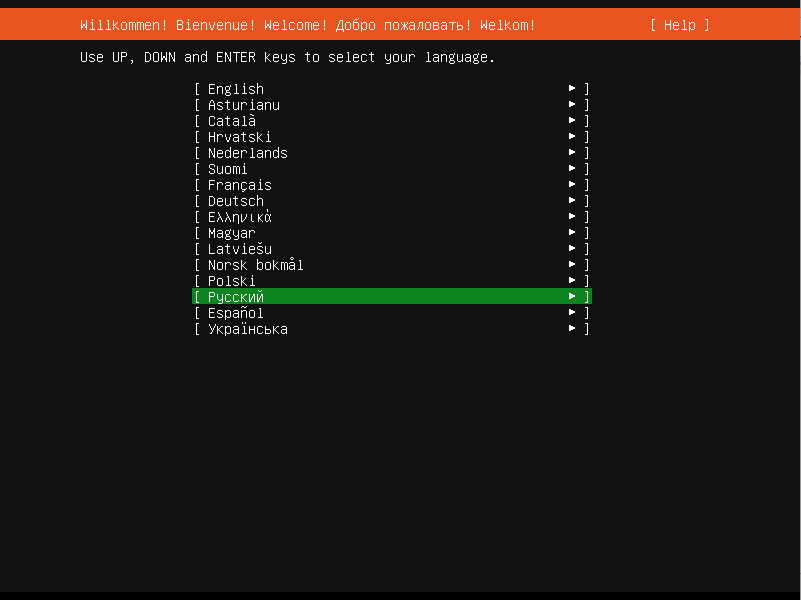 Willkommen! Bienvenue! Welcome! Добро пожаловать! Welkom! [ Help ]
Use UP, DOWN and ENTER keys to select your language.
[ English ► ]
[ Asturianu ► ]
[ Català ► ]
[ Hrvatski ► ]
[ Nederlands ► ]
[ Suomi ► ]
[ Français ► ]
[ Deutsch ► ]
[ Ελληνικά ► ]
[ Magyar ► ]
[ Latviešu ► ]
[ Norsk bokmål ► ]
[ Polski ► ]
[ Русский ► ]
[ Español ► ]
[ Українська ► ]